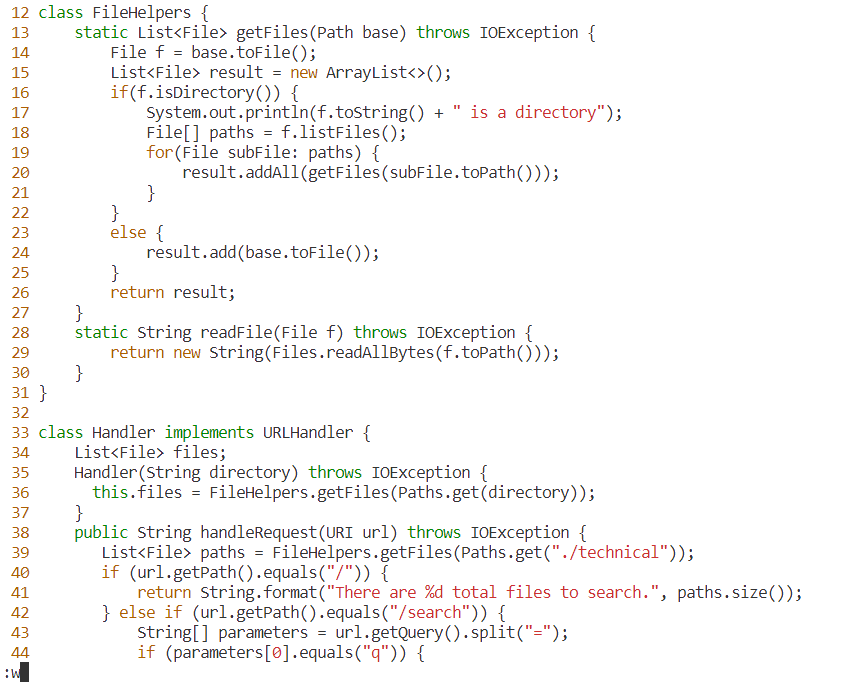 12 class FileHelpers {
13     static List<File> getFiles(Path base) throws IOException {
14         File f = base.toFile();
15         List<File> result = new ArrayList<>();
16         if(f.isDirectory()) {
17             System.out.println(f.toString() + " is a directory");
18             File[] paths = f.listFiles();
19             for(File subFile: paths) {
20                 result.addAll(getFiles(subFile.toPath()));
21             }
22         }
23         else {
24             result.add(base.toFile());
25         }
26         return result;
27     }
28     static String readFile(File f) throws IOException {
29         return new String(Files.readAllBytes(f.toPath()));
30     }
31 }
32
33 class Handler implements URLHandler {
34     List<File> files;
35     Handler(String directory) throws IOException {
36       this.files = FileHelpers.getFiles(Paths.get(directory));
37     }
38     public String handleRequest(URI url) throws IOException {
39        List<File> paths = FileHelpers.getFiles(Paths.get("./technical"));
40        if (url.getPath().equals("/")) {
41            return String.format("There are %d total files to search.", paths.size());
42        } else if (url.getPath().equals("/search")) {
43            String[] parameters = url.getQuery().split("=");
44            if (parameters[0].equals("q")) {
:w